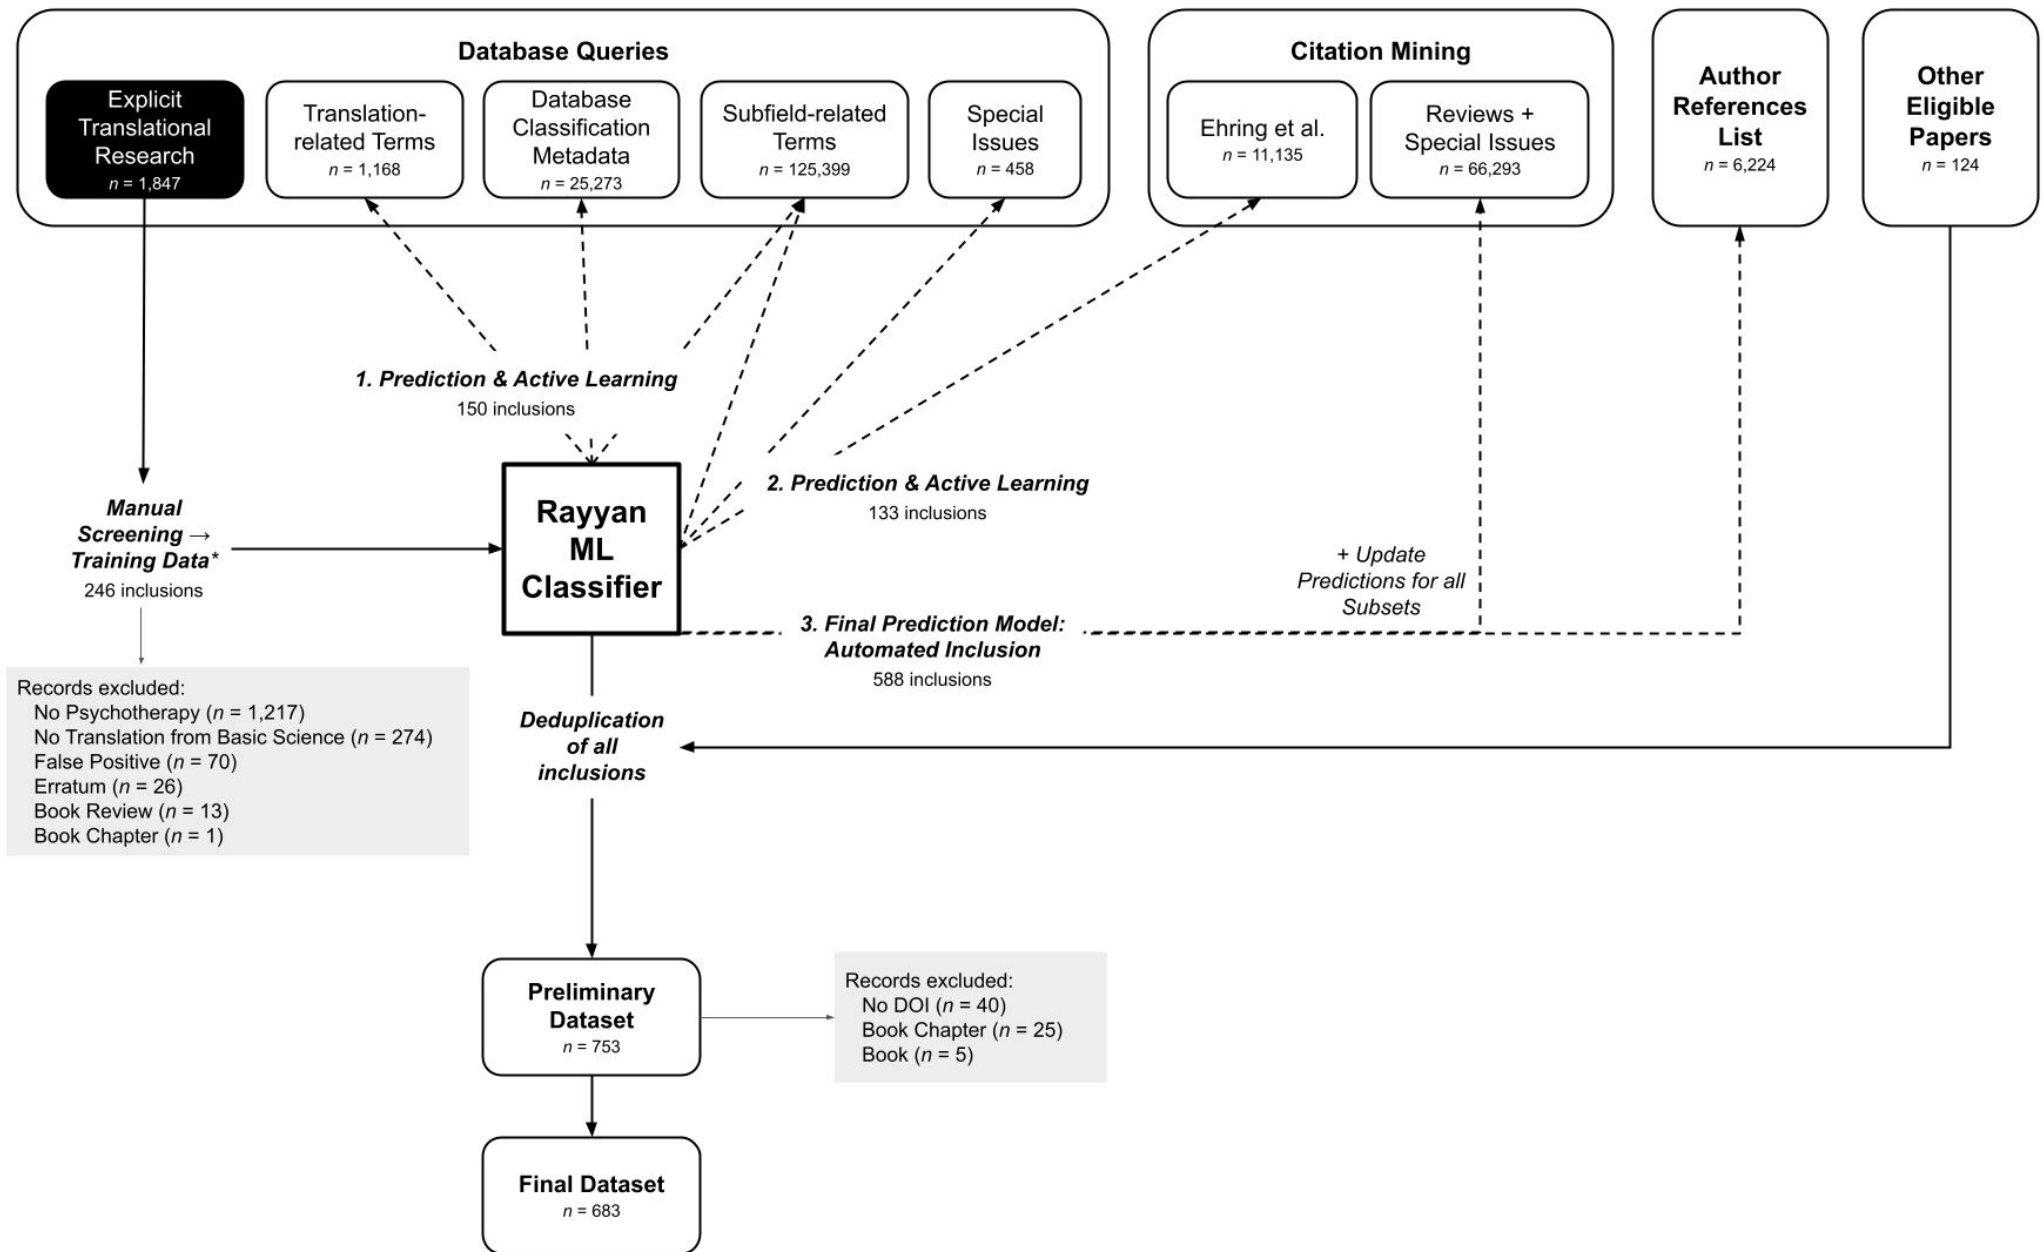 Database Queries
Explicit
Translational
Research
n = 1,847
Translation-
related Terms
n = 1,168
Database
Classification
Metadata
n = 25,273
Subfield-related
Terms
n = 125,399
Special
Issues
n = 458
Citation Mining
Ehring et al.
n = 11,135
Reviews +
Special Issues
n = 66,293
Author
References
List
n = 6,224
Other
Eligible
Papers
n = 124
1. Prediction & Active Learning
150 inclusions
2. Prediction & Active Learning
133 inclusions
Manual
Screening →
Training Data*
246 inclusions
Rayyan
ML
Classifier
+ Update
Predictions for all
Subsets
3. Final Prediction Model:
Automated Inclusion
588 inclusions
Records excluded:
No Psychotherapy (n = 1,217)
No Translation from Basic Science (n = 274)
False Positive (n = 70)
Erratum (n = 26)
Book Review (n = 13)
Book Chapter (n = 1)
Deduplication
of all
inclusions
Preliminary
Dataset
n = 753
Records excluded:
No DOI (n = 40)
Book Chapter (n = 25)
Book (n = 5)
Final Dataset
n = 683